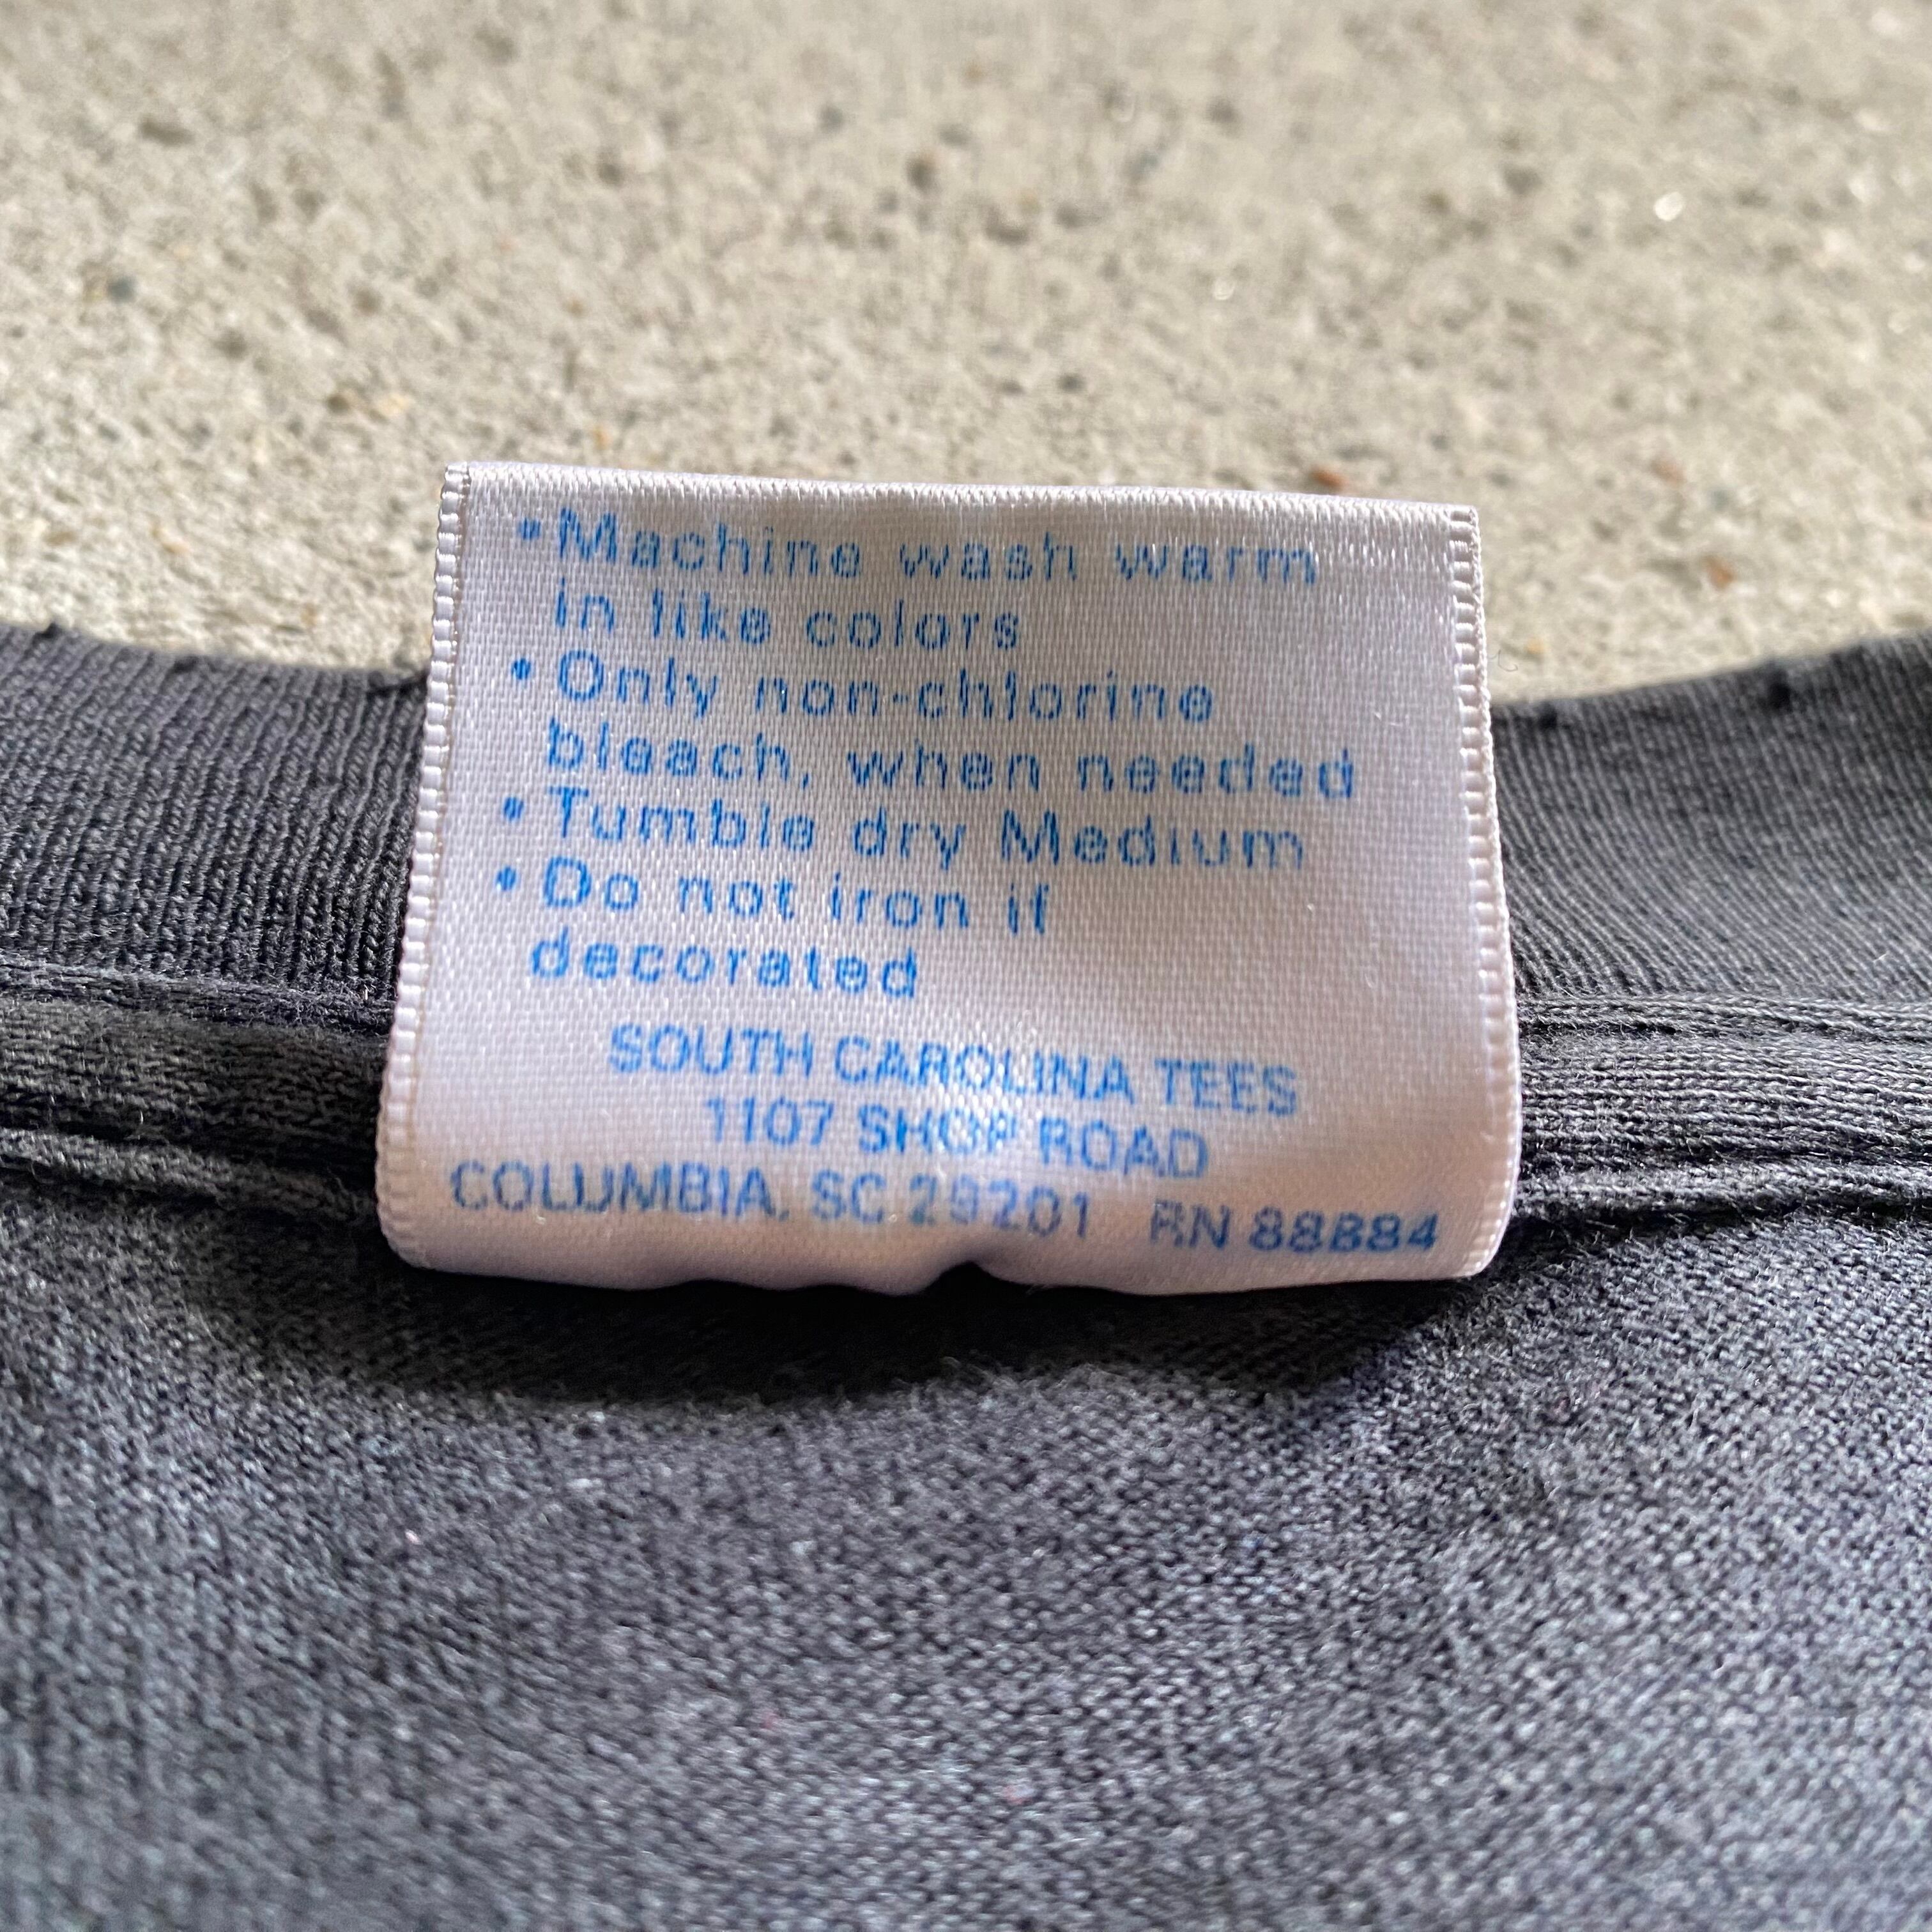 •Machine wash warm
in like colors
•Only non-chlorine
bleach, when needed
•Tumble dry Medium
•Do not iron if
decorated
SOUTH CAROLINA TEES
1107 SHOP ROAD
COLUMBIA, SC 29201 RN 88884